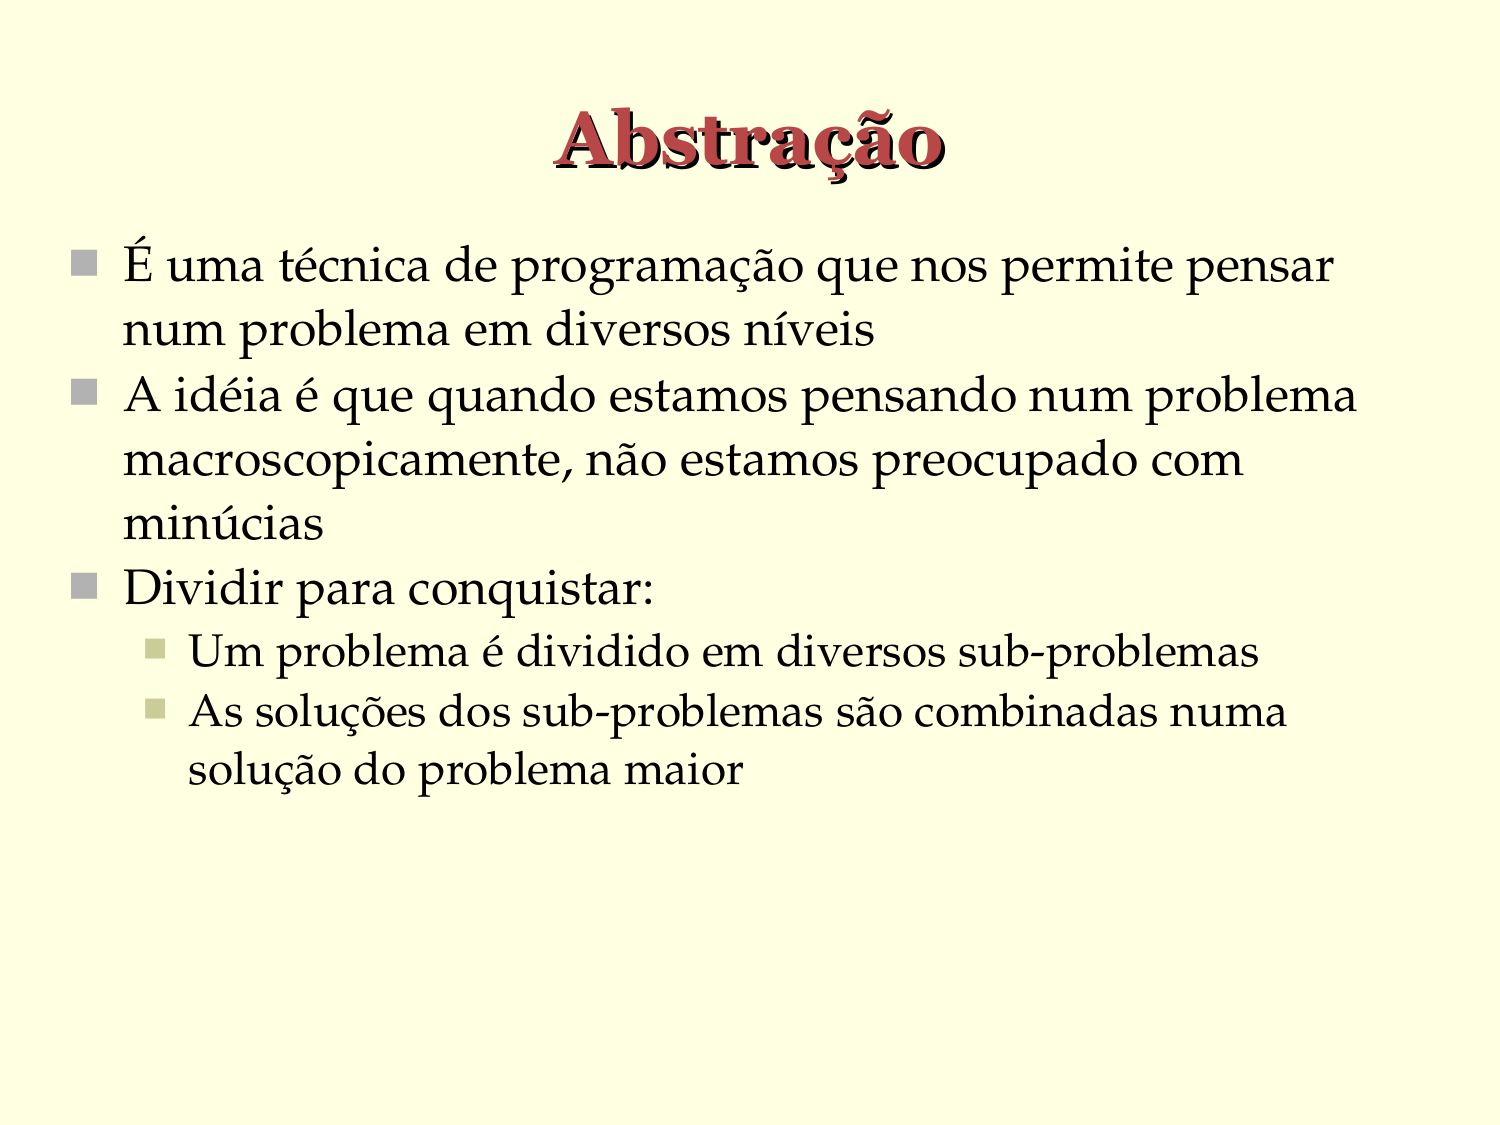 Abstração
É uma técnica de programação que nos permite pensar
num problema em diversos níveis
A idéia é que quando estamos pensando num problema
macroscopicamente, não estamos preocupado com
minúcias
Dividir para conquistar:
Um problema é dividido em diversos sub-problemas
As soluções dos sub-problemas são combinadas numa
solução do problema maior